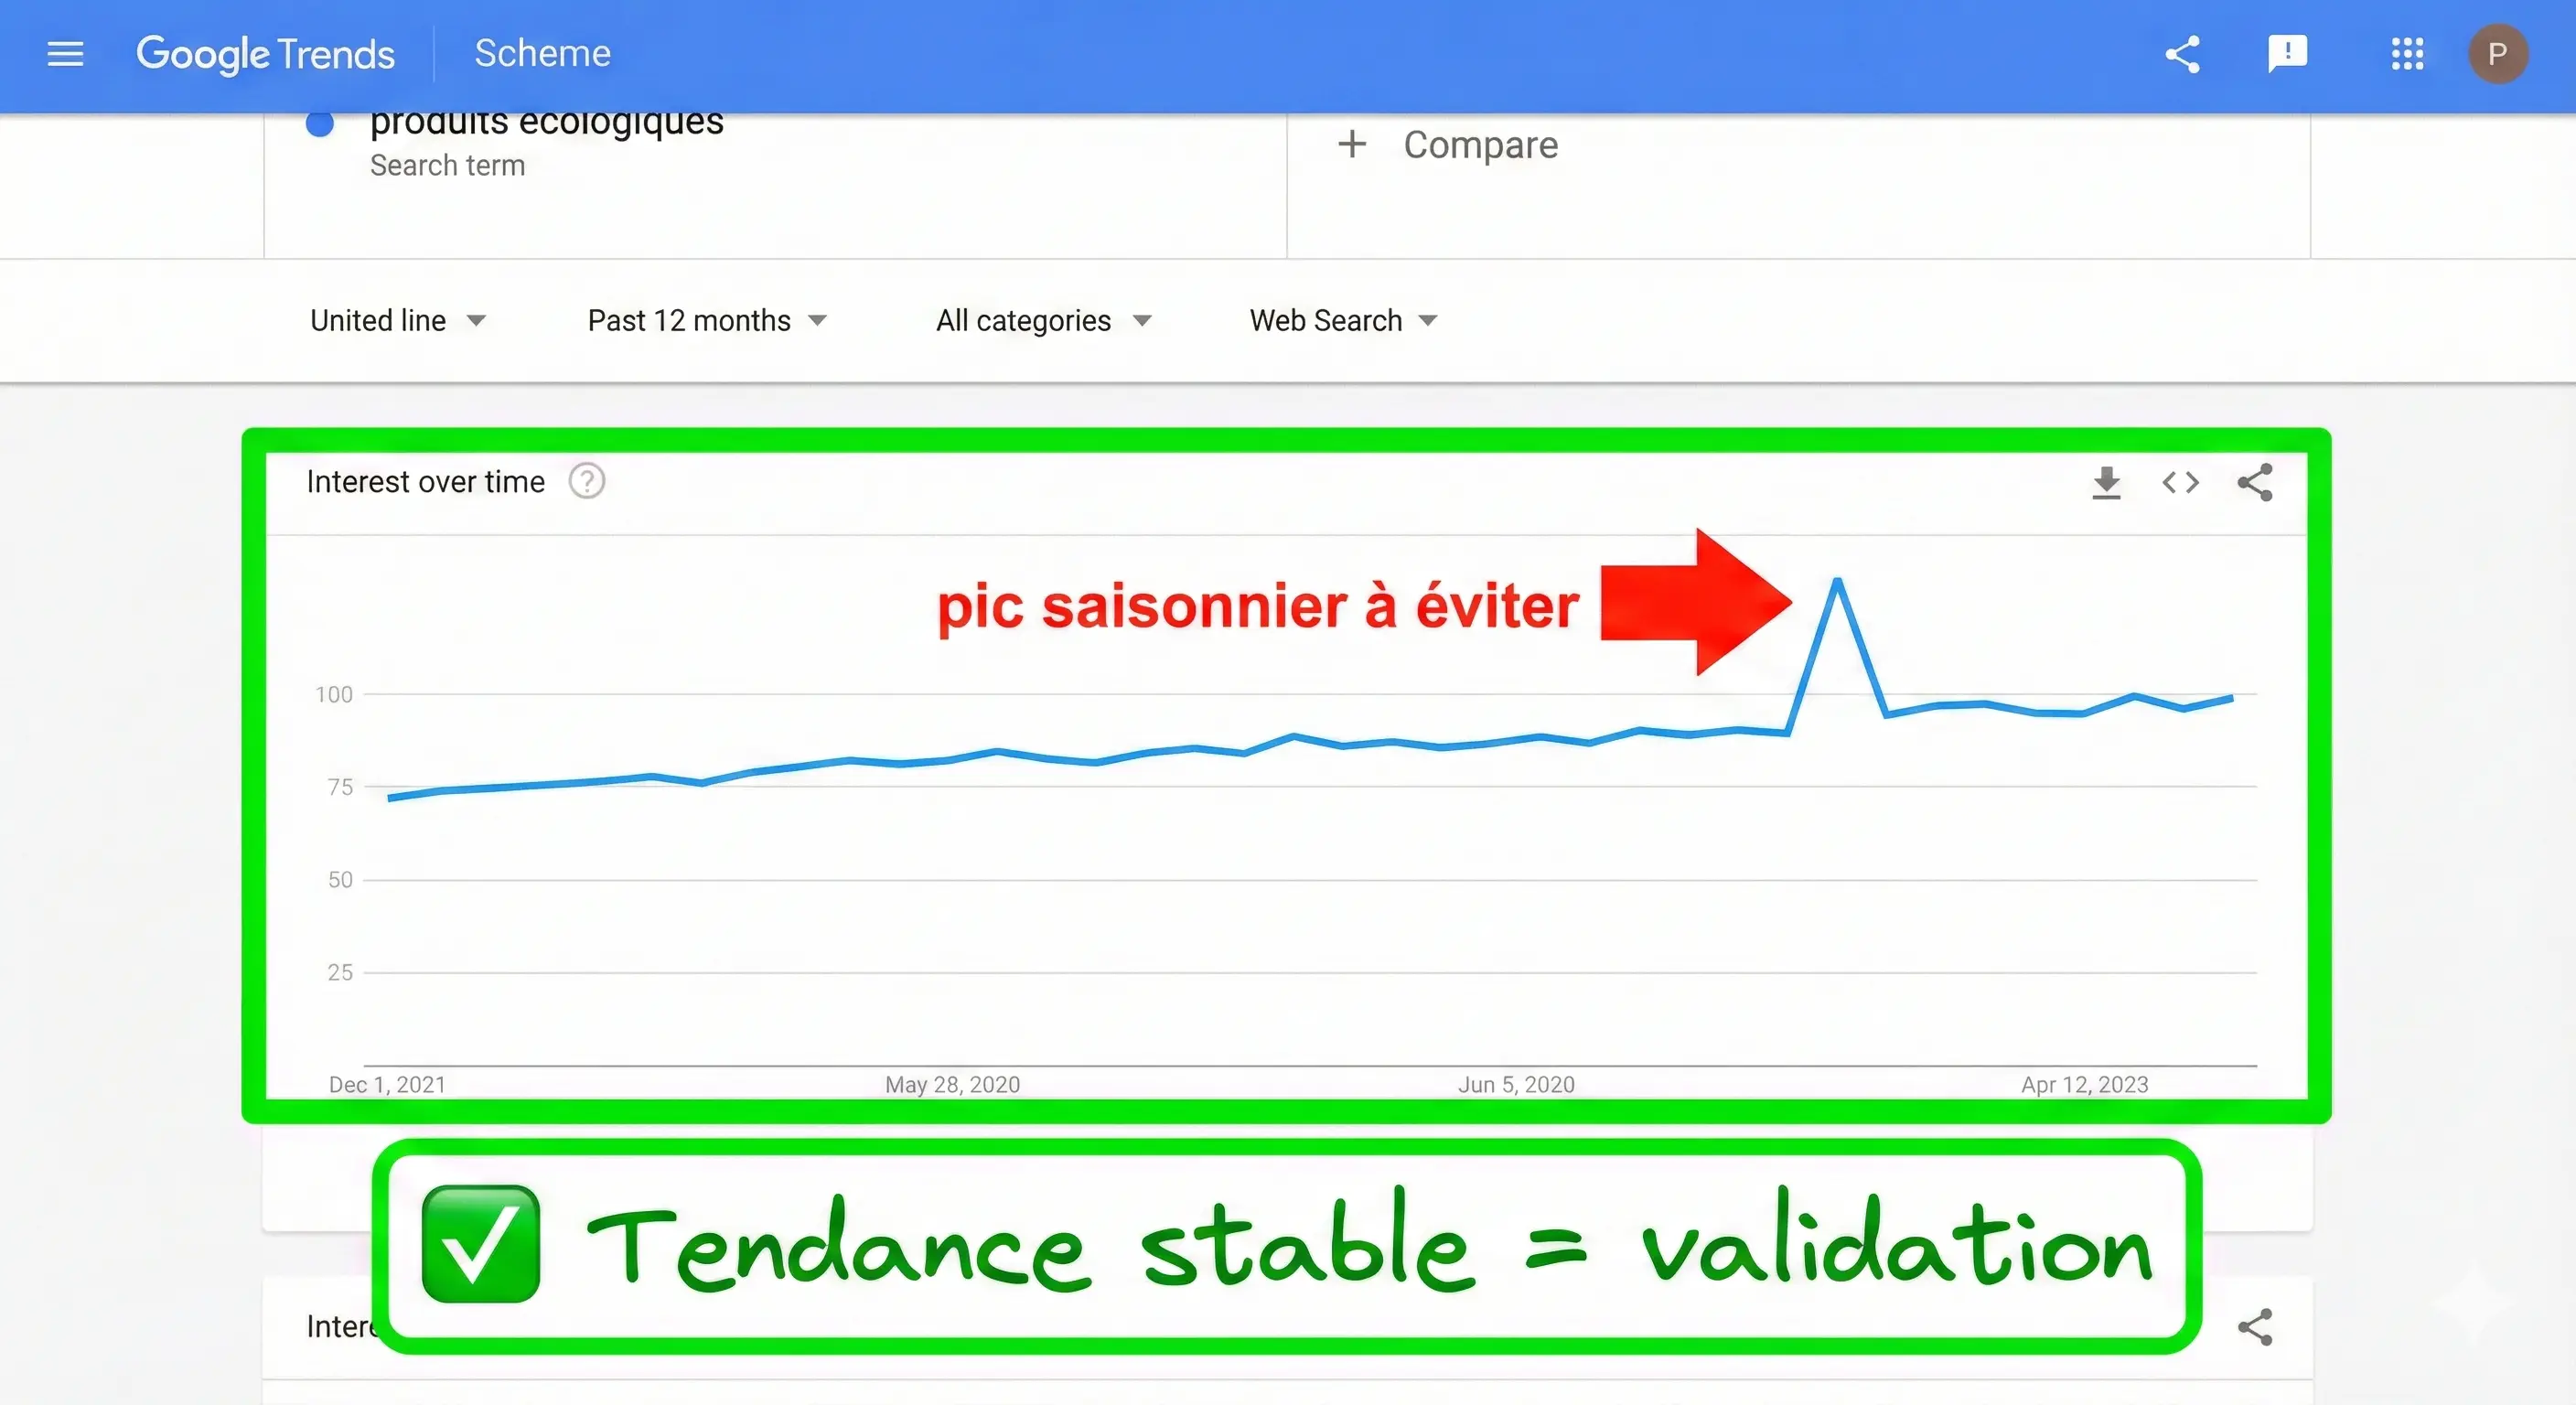 Google Trends
Scheme
P
produits écologiques
Search term
+ Compare
United line
Past 12 months
All categories
Web Search
Interest over time ?
pic saisonnier à éviter
100
75
50
25
Dec 1, 2021
May 28, 2020
Jun 5, 2020
Apr 12, 2023
✅ Tendance stable = validation